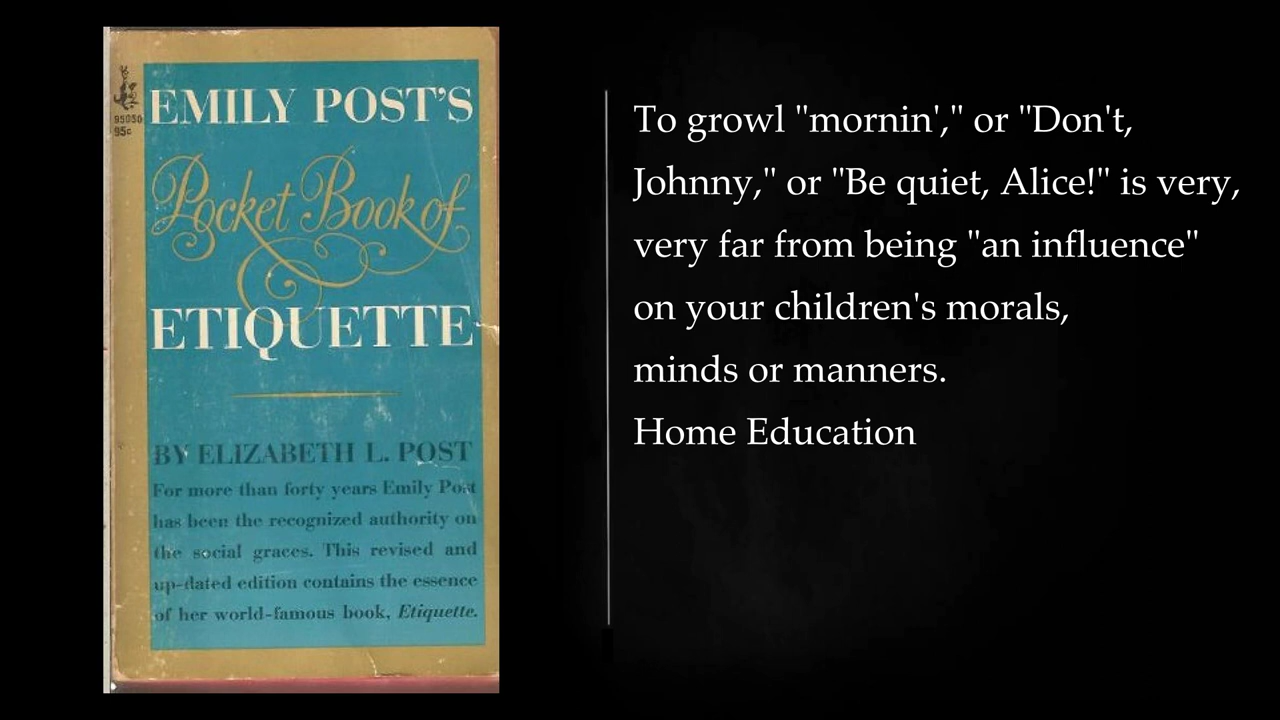 EMILY POST'S
95050
95c
Pocket Book of
ETIQUETTE
BY ELIZABETH L. POST
For more than forty years Emily Post
has been the recognized authority on
the social graces. This revised and
up-dated edition contains the essence
of her world-famous book, Etiquette.
To growl "mornin'," or "Don't,
Johnny," or "Be quiet, Alice!" is very,
very far from being "an influence"
on your children's morals,
minds or manners.
Home Education